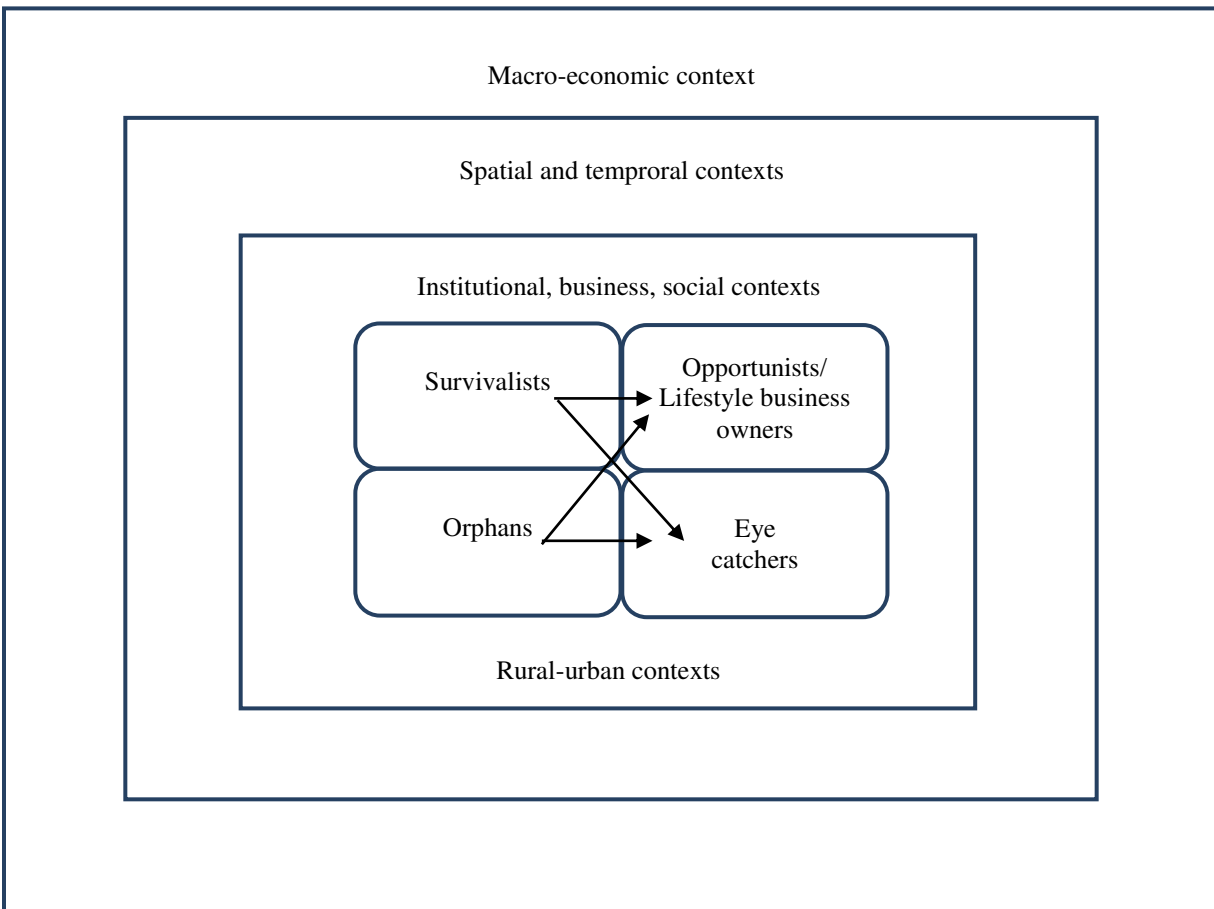 Macro-economic context
Spatial and temproral contexts
Institutional, business, social contexts
Survivalists
Opportunists/
Lifestyle business
owners
Orphans
Eye
catchers
Rural-urban contexts